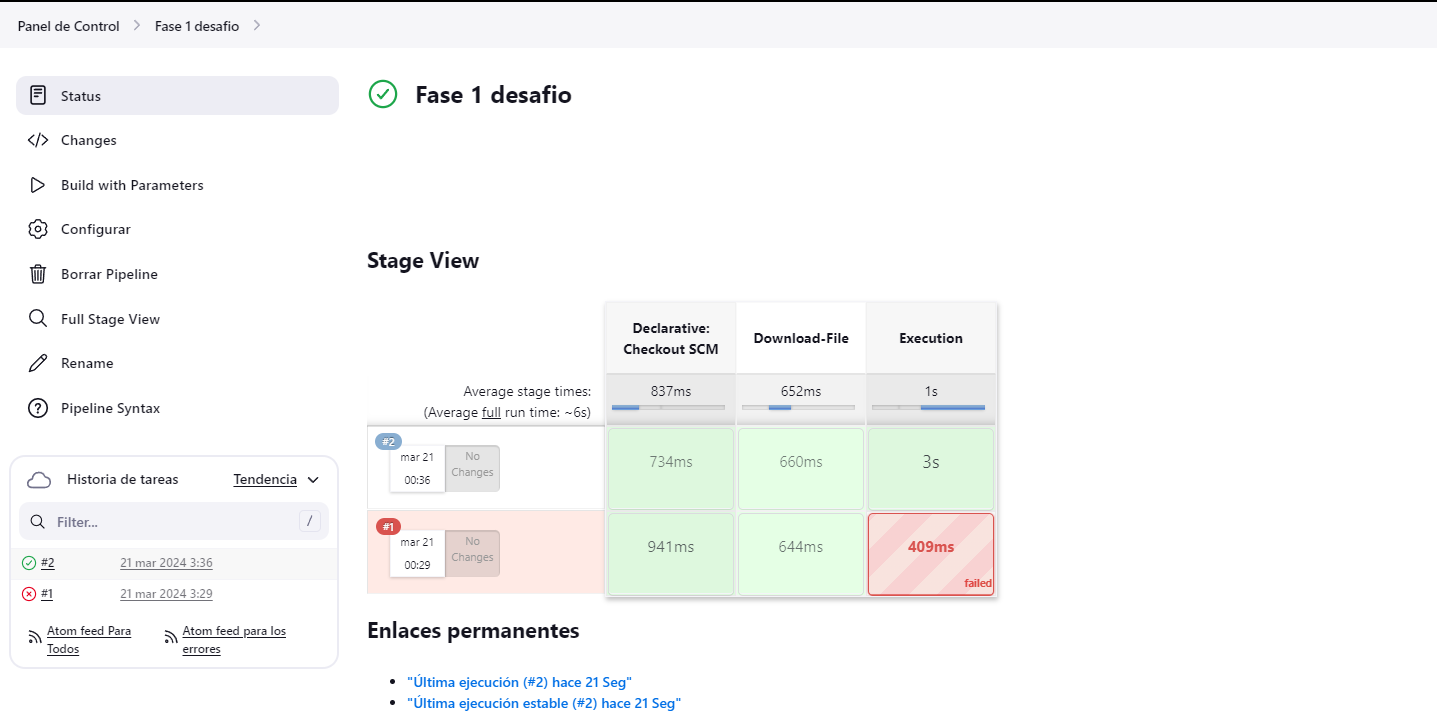 Panel de Control > Fase 1 desafio >
Status
Changes
Build with Parameters
Configurar
Borrar Pipeline
Full Stage View
Rename
Pipeline Syntax
Historia de tareas Tendencia
Filter... /
#2 21 mar 2024 3:36
#1 21 mar 2024 3:29
Atom feed Para
Todos
Atom feed para los
errores
Fase 1 desafio
Stage View
Declarative:
Checkout SCM
Download-File
Execution
Average stage times:
(Average full run time: ~6s)
837ms 652ms 1s
#2
mar 21
00:36
No
Changes
734ms 660ms 3s
#1
mar 21
00:29
No
Changes
941ms 644ms 409ms
failed
Enlaces permanentes
"Última ejecución (#2) hace 21 Seg"
"Última ejecución estable (#2) hace 21 Seg"